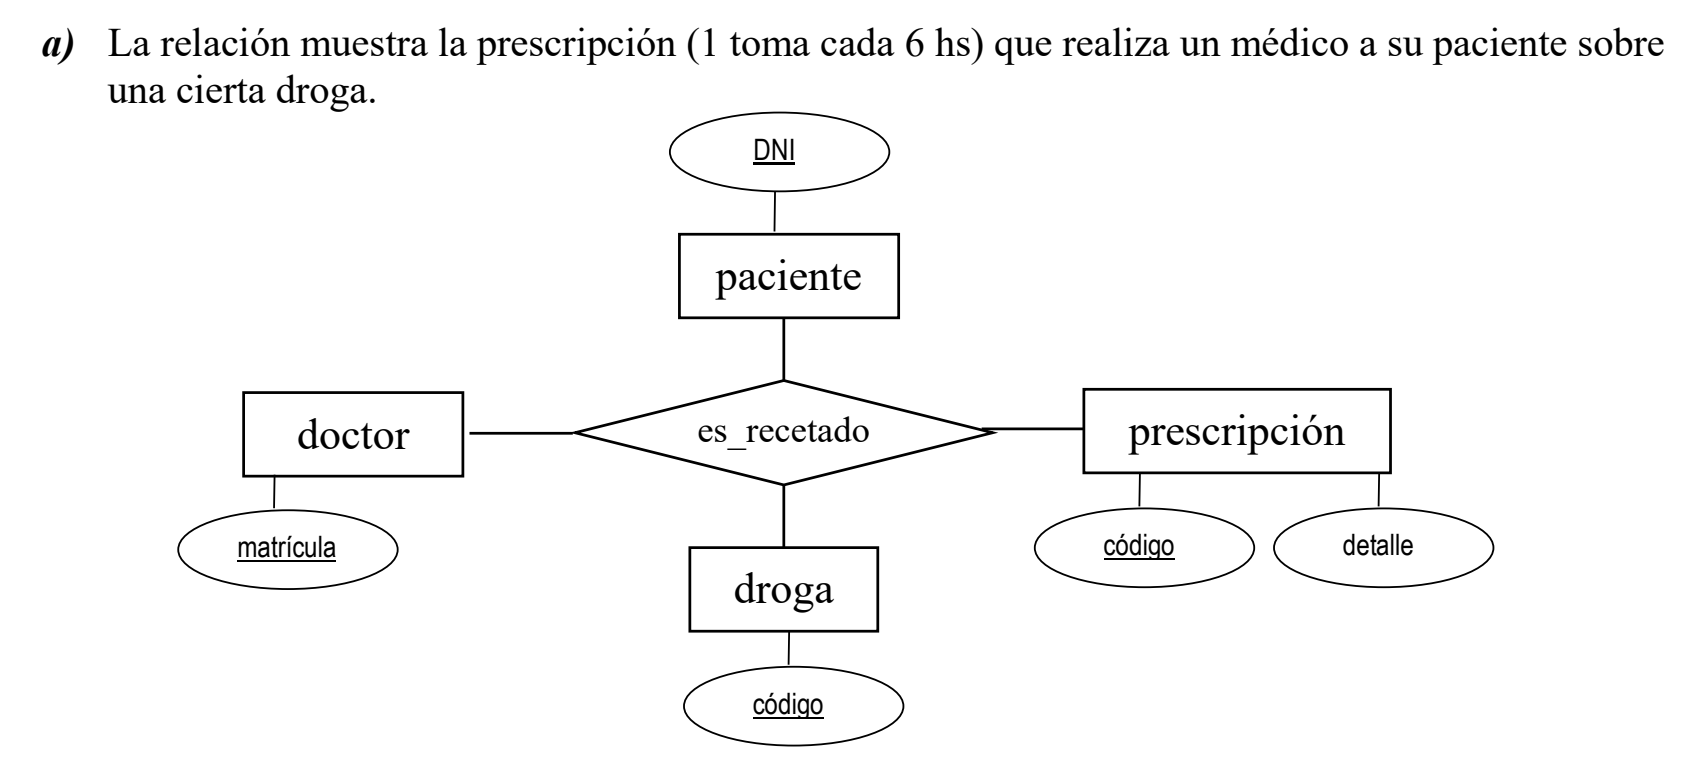 a) La relación muestra la prescripción (1 toma cada 6 hs) que realiza un médico a su paciente sobre
una cierta droga.
DNI
paciente
doctor
es_recetado
prescripción
matrícula
código
detalle
droga
código